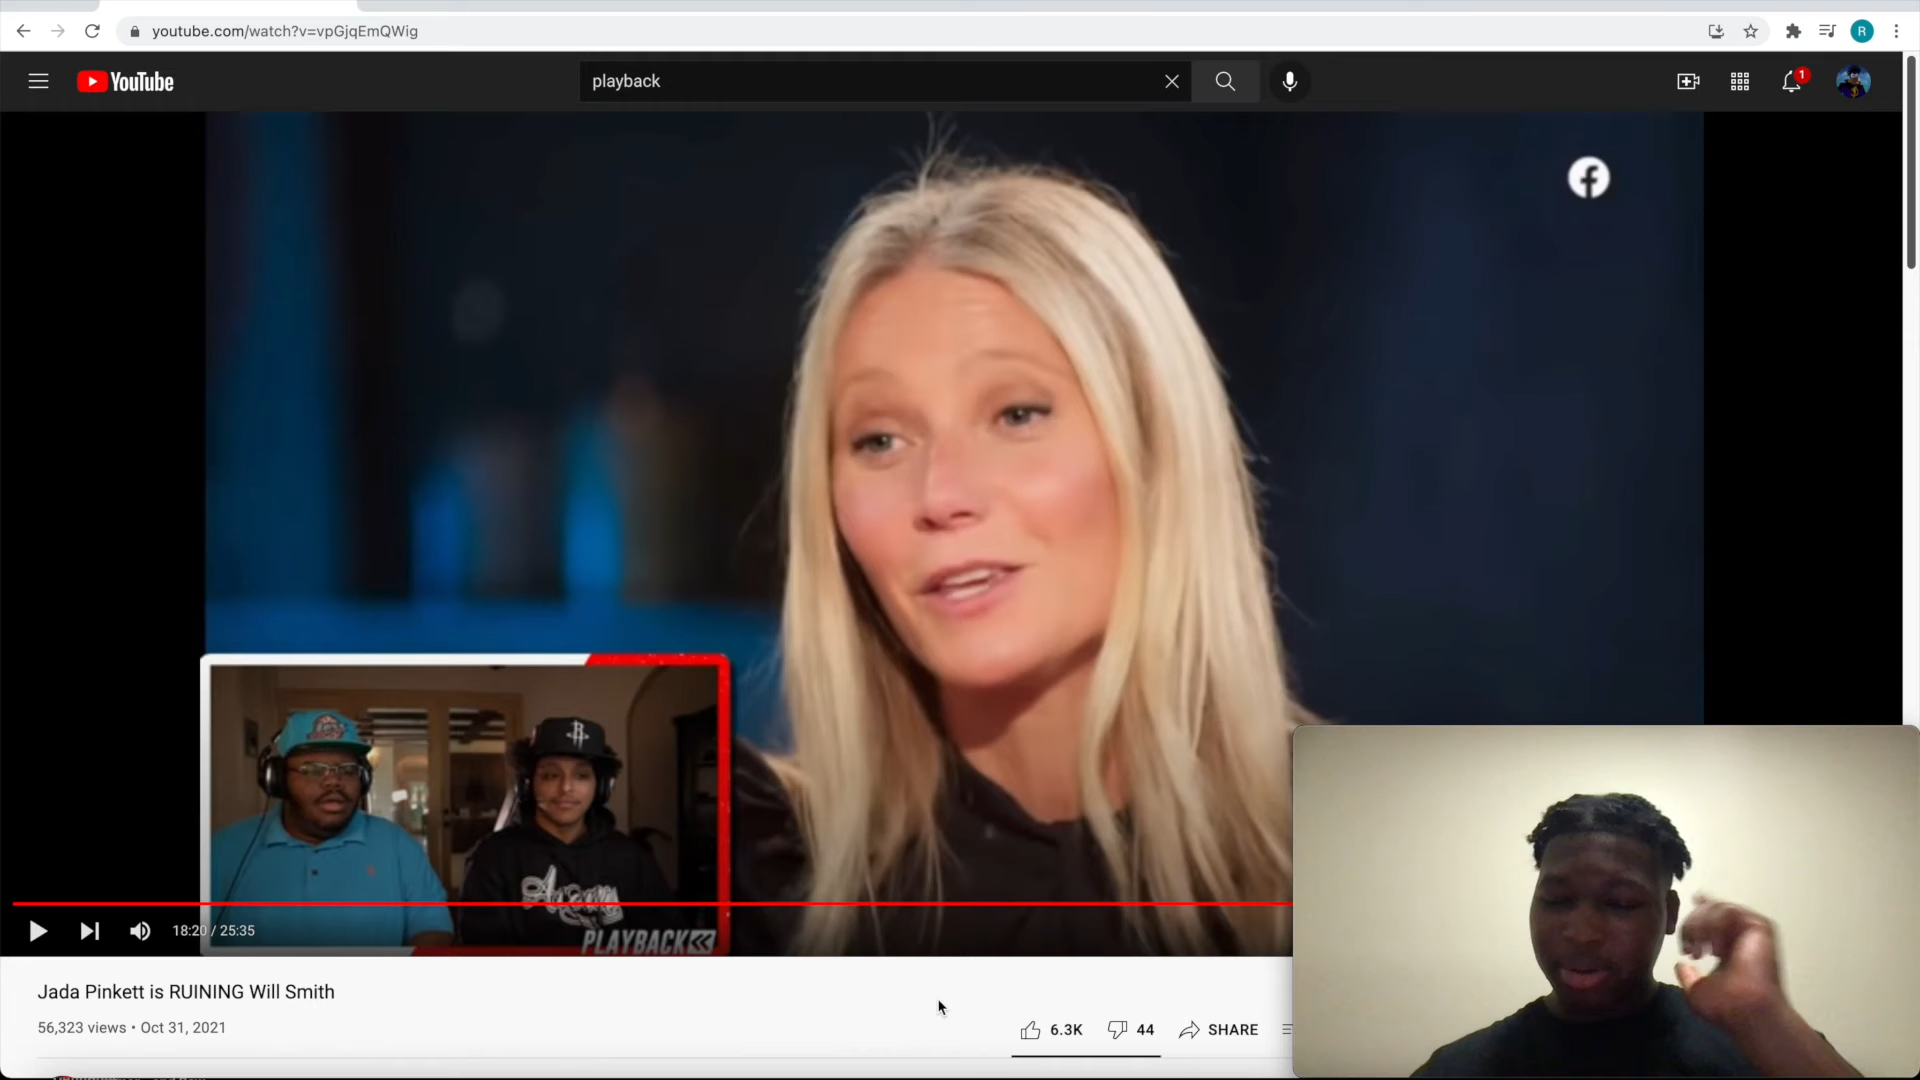 youtube.com/watch?v=vpGjqEmQWig
R
YouTube
playback
1
18:20 / 25:35
PLAYBACK
Jada Pinkett is RUINING Will Smith
56,323 views • Oct 31, 2021
6.3K
44
SHARE